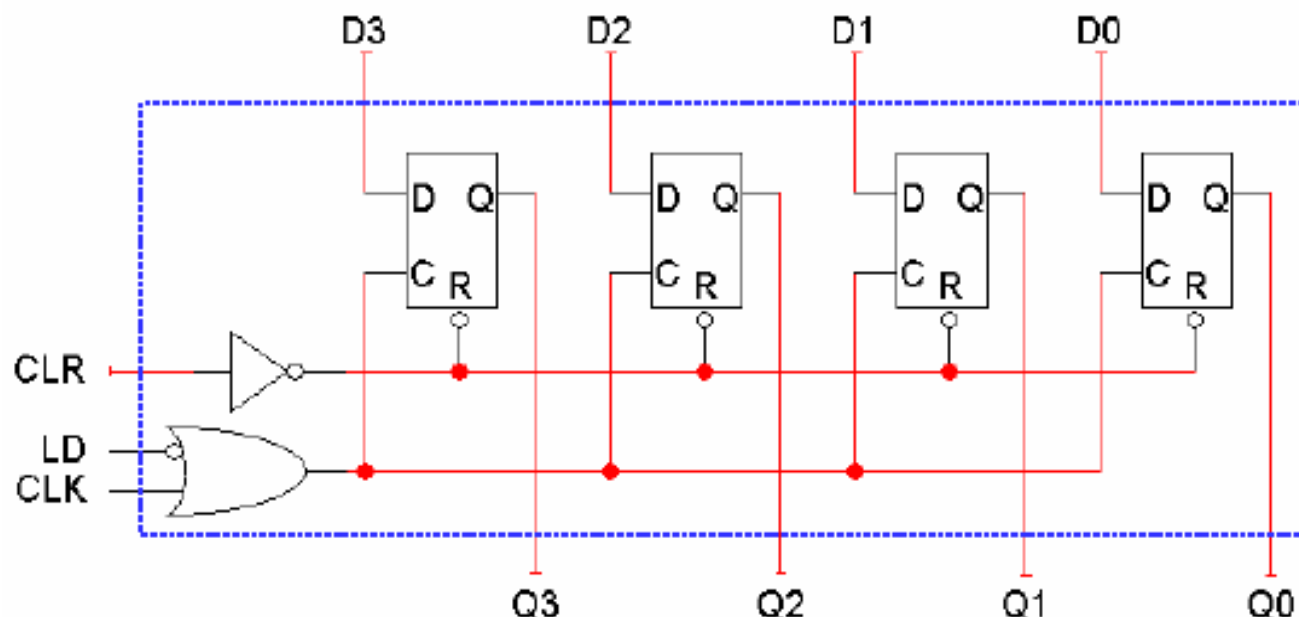 D3 D2 D1 D0
D Q D Q D Q D Q
C R C R C R C R
CLR
LD
CLK
Q3 Q2 Q1 Q0